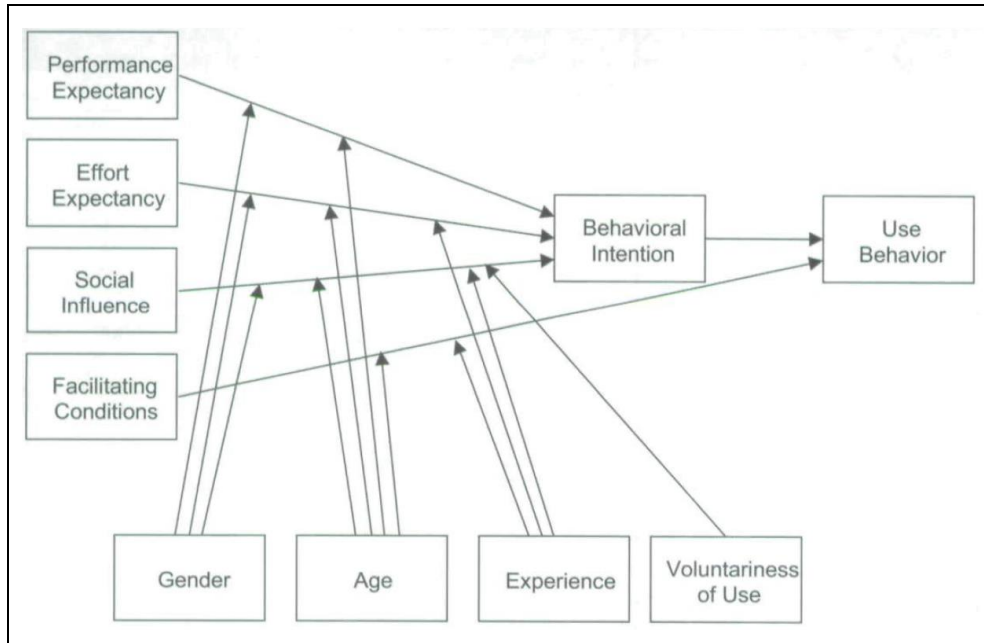 Performance
Expectancy
Effort
Expectancy
Social
Influence
Facilitating
Conditions
Behavioral
Intention
Use
Behavior
Gender
Age
Experience
Voluntariness
of Use